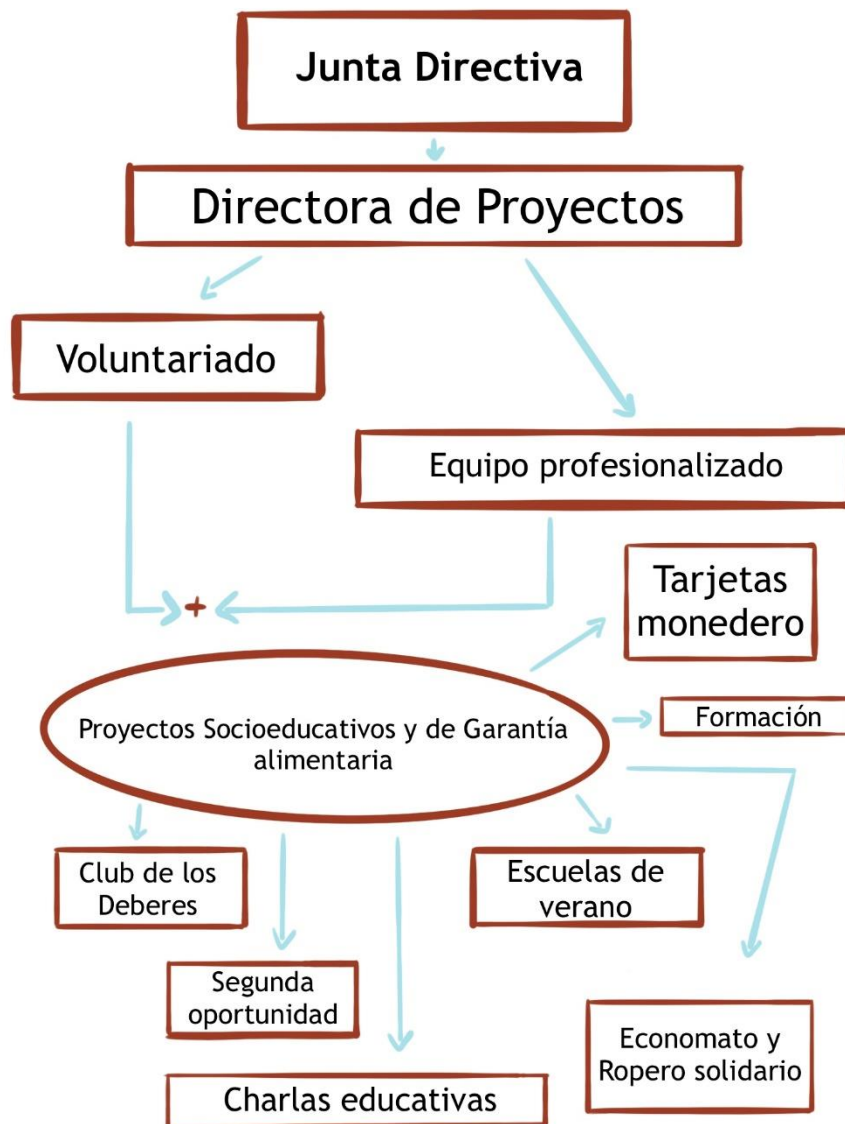 Junta Directiva
Directora de Proyectos
Voluntariado
Equipo profesionalizado
Tarjetas
monedero
+
Proyectos Socioeducativos y de Garantía
alimentaria
Formación
Club de los
Deberes
Escuelas de
verano
Segunda
oportunidad
Economato y
Ropero solidario
Charlas educativas